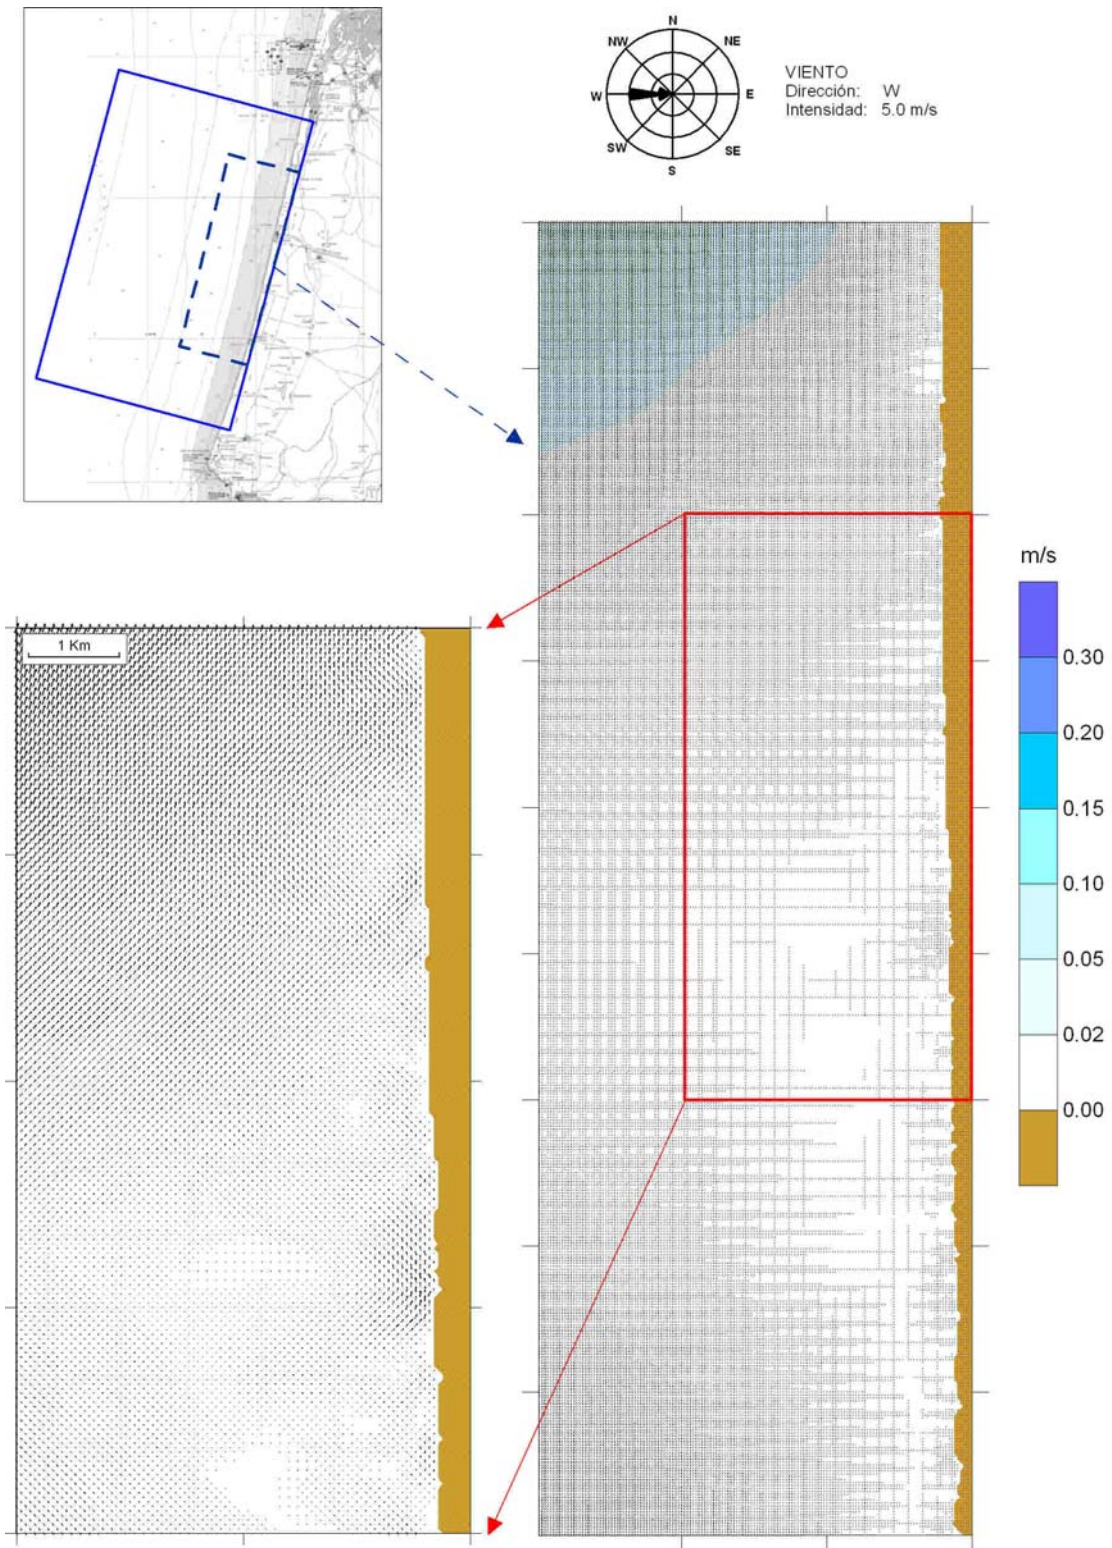 N
NW
NE
W
E
SW
SE
S
VIENTO
Dirección: W
Intensidad: 5.0 m/s
m/s
0.30
0.20
0.15
0.10
0.05
0.02
0.00
1 Km